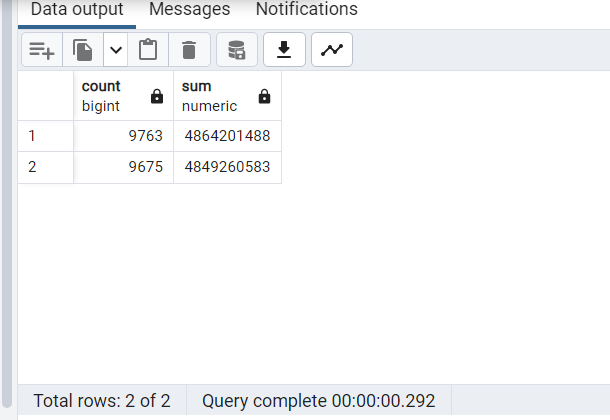 Data output Messages Notifications
count sum
bigint numeric
1 9763 4864201488
2 9675 4849260583
Total rows: 2 of 2 Query complete 00:00:00.292